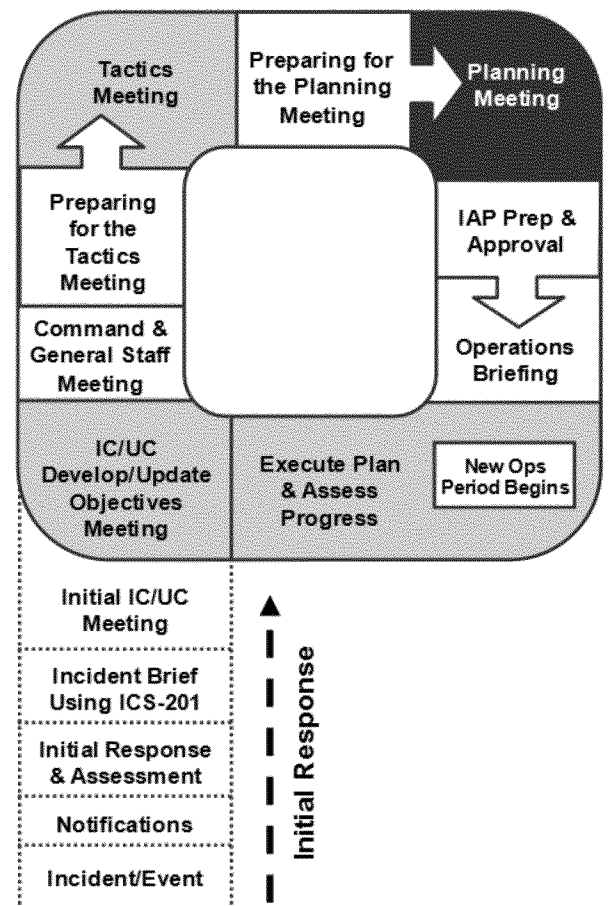 Tactics
Meeting
Preparing for
the Planning
Meeting
Planning
Meeting
Preparing
for the
Tactics
Meeting
IAP Prep &
Approval
Command &
General Staff
Meeting
Operations
Briefing
IC/UC
Develop/Update
Objectives
Meeting
Execute Plan
& Assess
Progress
New Ops
Period Begins
Initial IC/UC
Meeting
Incident Brief
Using ICS-201
Initial Response
& Assessment
Notifications
Incident/Event
Initial Response